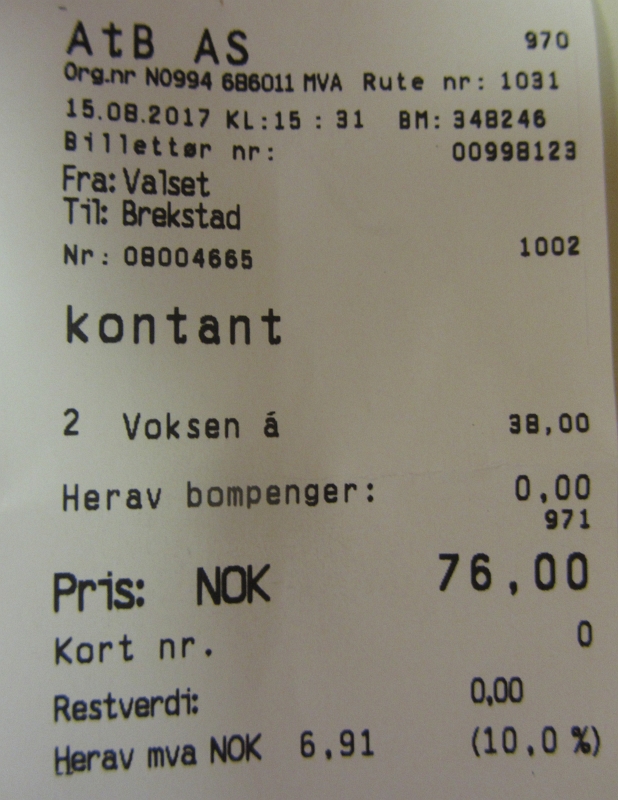 AtB AS 970
Org.nr NO994 686011 MVA Rute nr: 1031
15.08.2017 KL:15 : 31 BM: 348246
Billettør nr: 00998123
Fra: Valset
Til: Brekstad
Nr: 08004665 1002
kontant
2 Voksen á 38,00
Herav bompenger: 0,00
971
Pris: NOK 76,00
Kort nr. 0
Restverdi: 0,00
Herav mva NOK 6,91 (10,0 %)